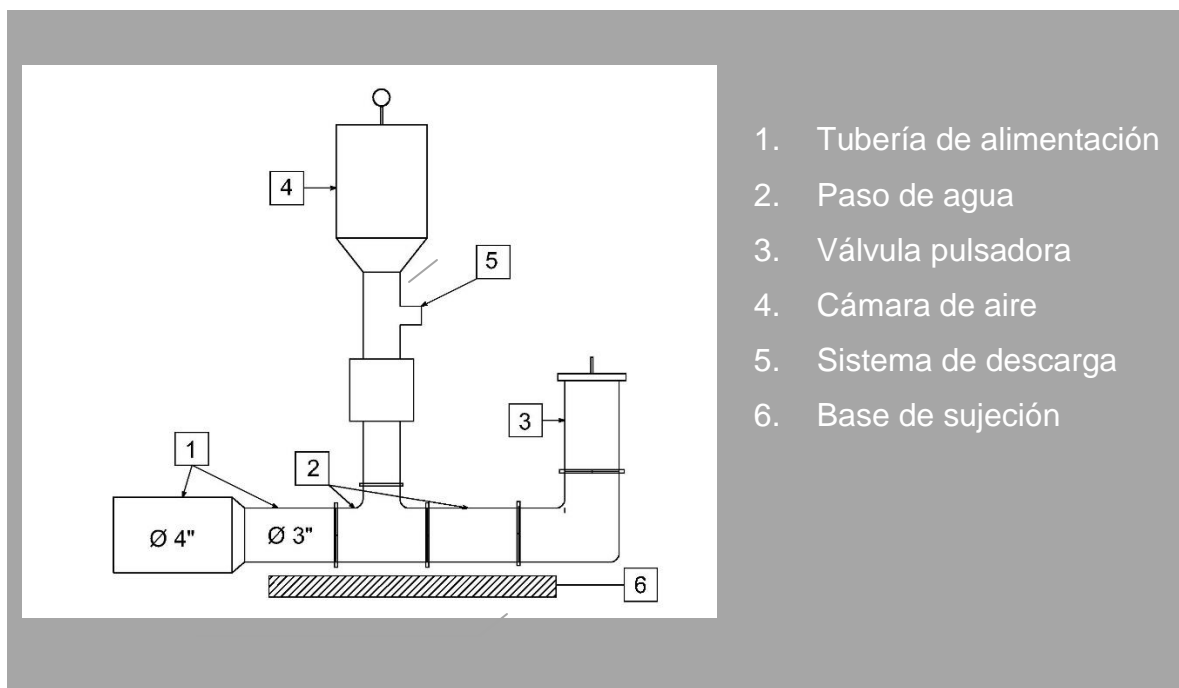 4
5
3
1
2
Ø 4"
Ø 3"
6
1. Tubería de alimentación
2. Paso de agua
3. Válvula pulsadora
4. Cámara de aire
5. Sistema de descarga
6. Base de sujeción